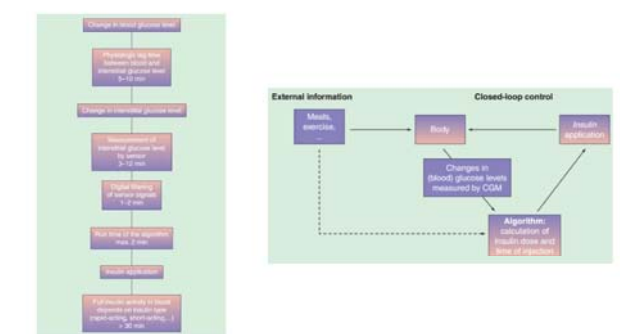 Change in blood glucose level
Physiologic lag time
between blood and
interstitial glucose level
5–10 min
Change in interstitial glucose level
Measurement of
interstitial glucose level
by sensor
3–12 min
Digital filtering
of sensor signals
1–2 min
Run time of the algorithm
max. 2 min
Insulin application
Full insulin activity in blood
depends on insulin type
(rapid-acting, short-acting,...)
> 30 min
External information
Closed-loop control
Meals,
exercise,
...
Body
Insulin
application
Changes in
(blood) glucose levels
measured by CGM
Algorithm:
calculation of
insulin dose and
time of injection